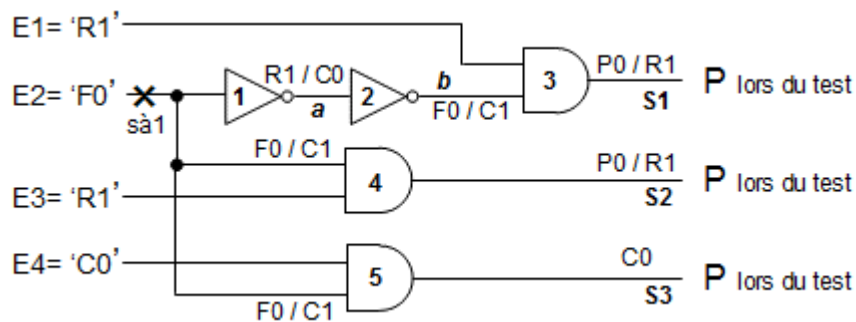 E1= ‘R1’
P0 / R1
R1 / C0
b
3
E2= ‘F0’
1
2
S1
P lors du test
sà1
a
F0 / C1
F0 / C1
P0 / R1
4
P lors du test
E3= ‘R1’
S2
E4= ‘C0’
C0
5
P lors du test
F0 / C1
S3